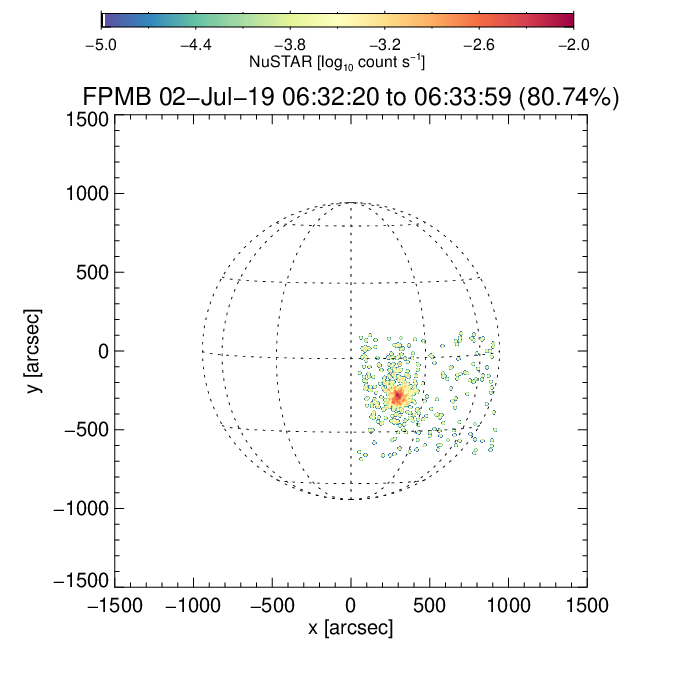 −5.0 −4.4 −3.8 −3.2 −2.6 −2.0
NuSTAR [log₁₀ count s⁻¹]
FPMB 02−Jul−19 06:32:20 to 06:33:59 (80.74%)
1500
1000
500
0
−500
−1000
−1500
y [arcsec]
−1500 −1000 −500 0 500 1000 1500
x [arcsec]